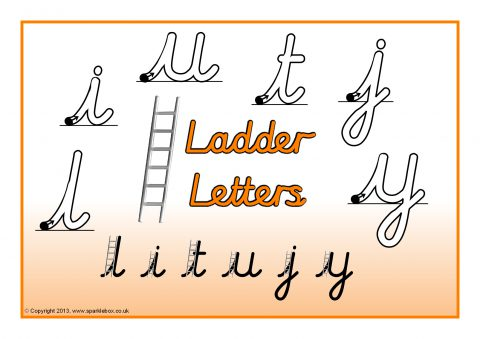 i u t j
l y
Ladder
Letters
l i t u j y
© Copyright 2013, www.sparklebox.co.uk